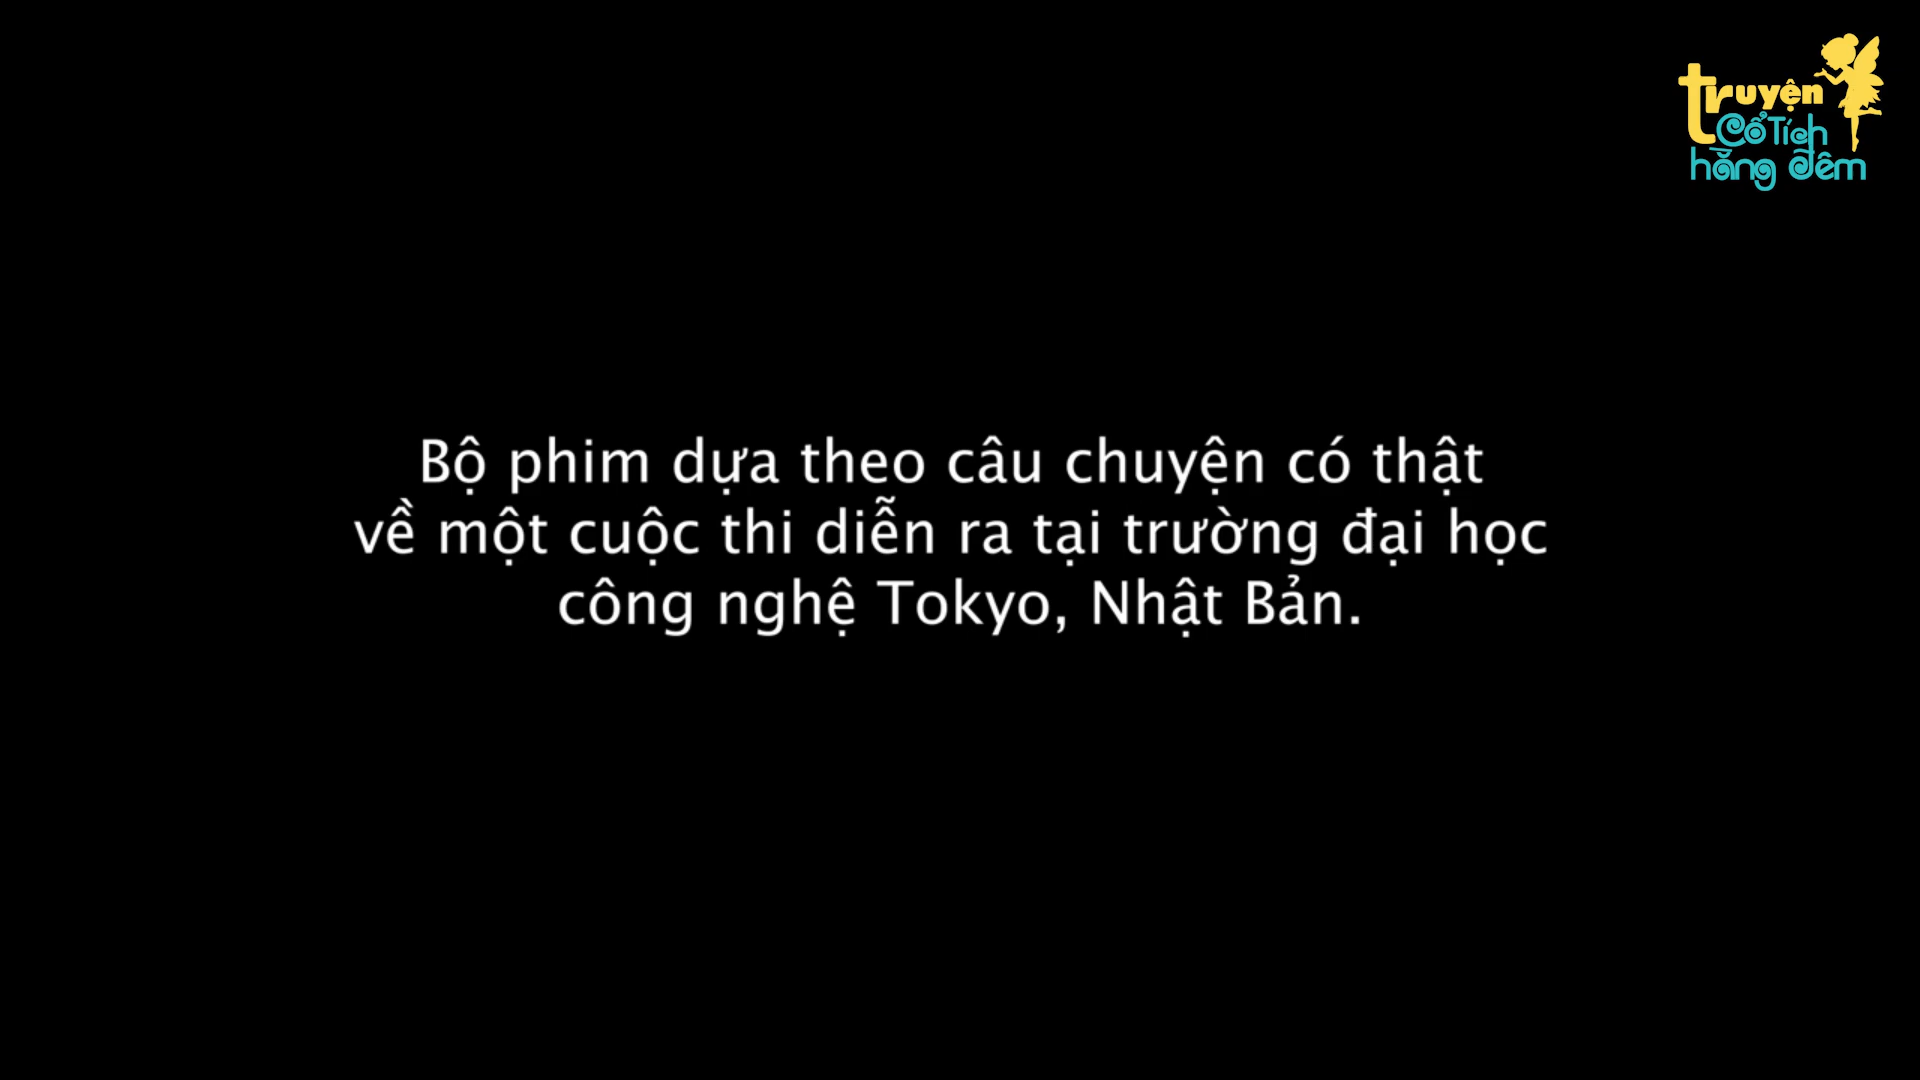 truyện
Cổ Tích
hằng đêm
Bộ phim dựa theo câu chuyện có thật
về một cuộc thi diễn ra tại trường đại học
công nghệ Tokyo, Nhật Bản.